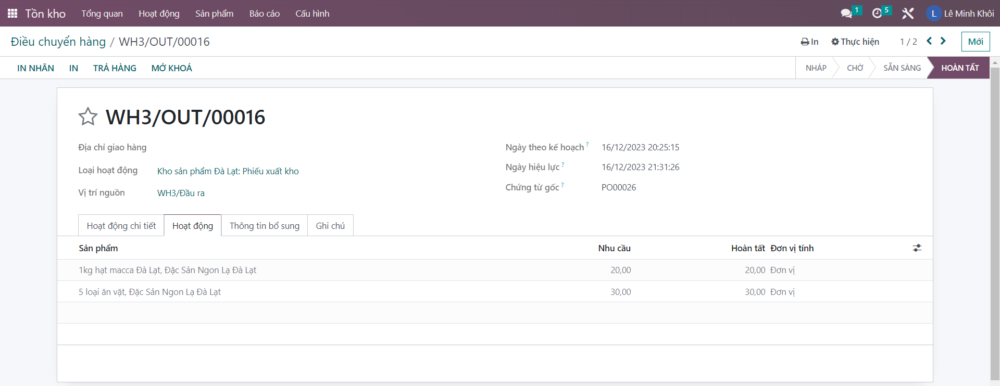 Tồn kho Tổng quan Hoạt động Sản phẩm Báo cáo Cấu hình 1 5 L Lê Minh Khôi
Điều chuyển hàng / WH3/OUT/00016 In Thực hiện 1 / 2 Mới
IN NHÃN IN TRẢ HÀNG MỞ KHOÁ NHÁP CHỜ SẴN SÀNG HOÀN TẤT
WH3/OUT/00016
Địa chỉ giao hàng Ngày theo kế hoạch ? 16/12/2023 20:25:15
Loại hoạt động Kho sản phẩm Đà Lạt: Phiếu xuất kho Ngày hiệu lực ? 16/12/2023 21:31:26
Vị trí nguồn WH3/Đầu ra Chứng từ gốc ? PO00026
Hoạt động chi tiết Hoạt động Thông tin bổ sung Ghi chú
Sản phẩm Nhu cầu Hoàn tất Đơn vị tính
1kg hạt macca Đà Lạt, Đặc Sản Ngon Lạ Đà Lạt 20,00 20,00 Đơn vị
5 loại ăn vặt, Đặc Sản Ngon Lạ Đà Lạt 30,00 30,00 Đơn vị